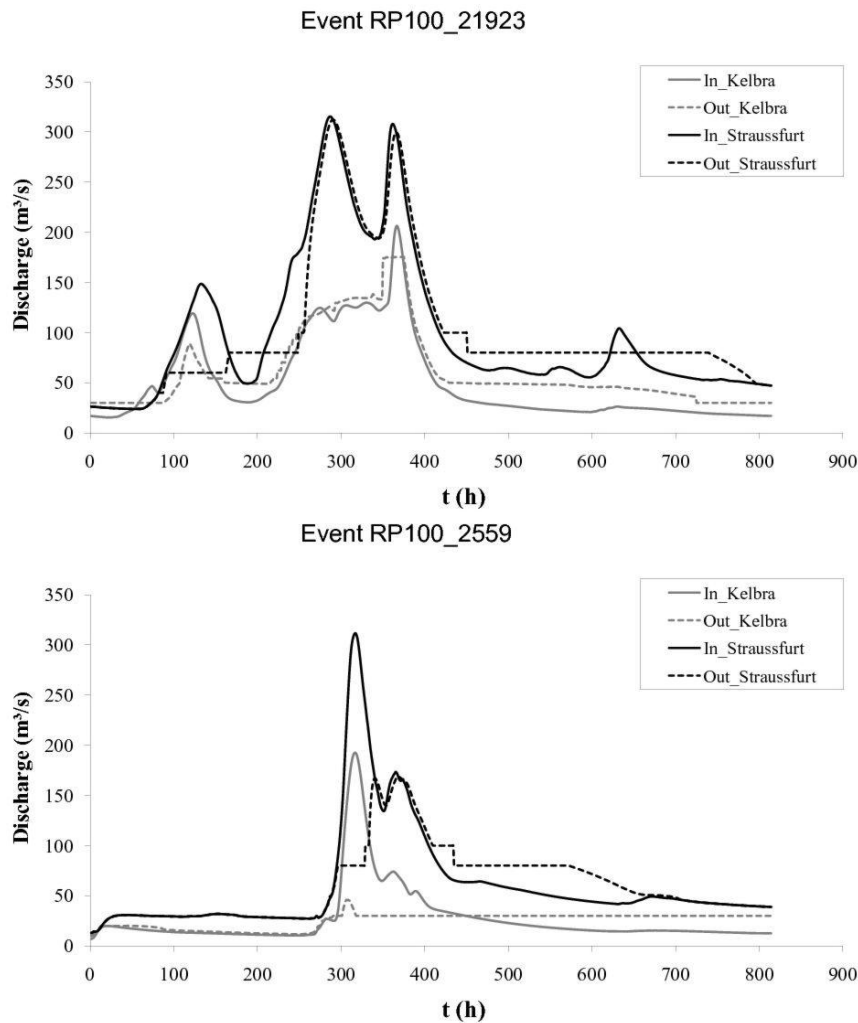 Event RP100_21923
350
300
250
200
150
100
50
0
Discharge (m³/s)
In_Kelbra
Out_Kelbra
In_Straussfurt
Out_Straussfurt
0 100 200 300 400 500 600 700 800 900
t (h)
Event RP100_2559
350
300
250
200
150
100
50
0
Discharge (m³/s)
In_Kelbra
Out_Kelbra
In_Straussfurt
Out_Straussfurt
0 100 200 300 400 500 600 700 800 900
t (h)